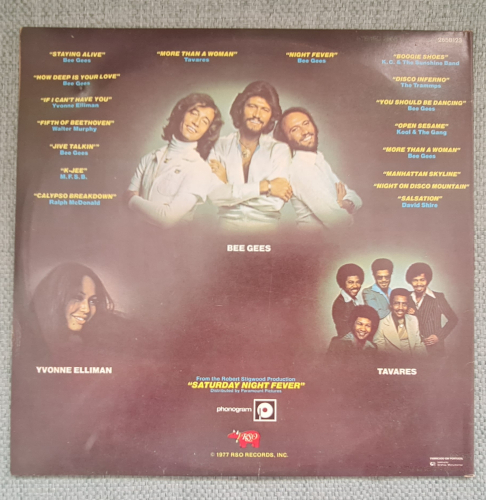 "STAYING ALIVE"
Bee Gees
"HOW DEEP IS YOUR LOVE"
Bee Gees
"IF I CAN'T HAVE YOU"
Yvonne Elliman
"FIFTH OF BEETHOVEN"
Walter Murphy
"JIVE TALKIN'"
Bee Gees
"K-JEE"
M.F.S.B.
"CALYPSO BREAKDOWN"
Ralph McDonald
"MORE THAN A WOMAN"
Tavares
"NIGHT FEVER"
Bee Gees
"BOOGIE SHOES"
K.C. & The Sunshine Band
"DISCO INFERNO"
The Trammps
"YOU SHOULD BE DANCING"
Bee Gees
"OPEN SESAME"
Kool & The Gang
"MORE THAN A WOMAN"
Bee Gees
"MANHATTAN SKYLINE"
"NIGHT ON DISCO MOUNTAIN"
"SALSATION"
David Shire
BEE GEES
YVONNE ELLIMAN
TAVARES
From the Robert Stigwood Production
"SATURDAY NIGHT FEVER"
Distributed by Paramount Pictures
phonogram
RSO
© 1977 RSO RECORDS, INC.